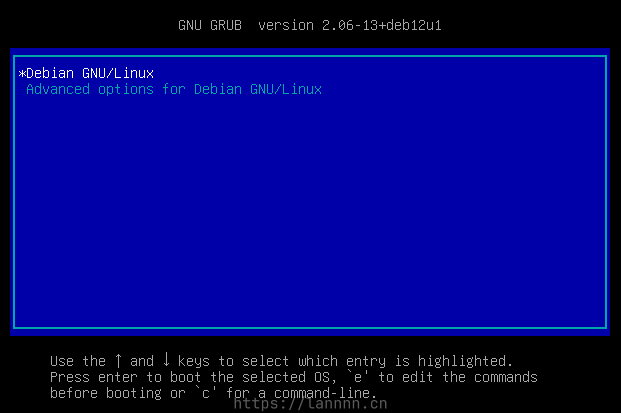 GNU GRUB  version 2.06-13+deb12u1
*Debian GNU/Linux
Advanced options for Debian GNU/Linux
Use the ↑ and ↓ keys to select which entry is highlighted.
Press enter to boot the selected OS, `e' to edit the commands
before booting or `c' for a command-line.
https://lannnn.cn